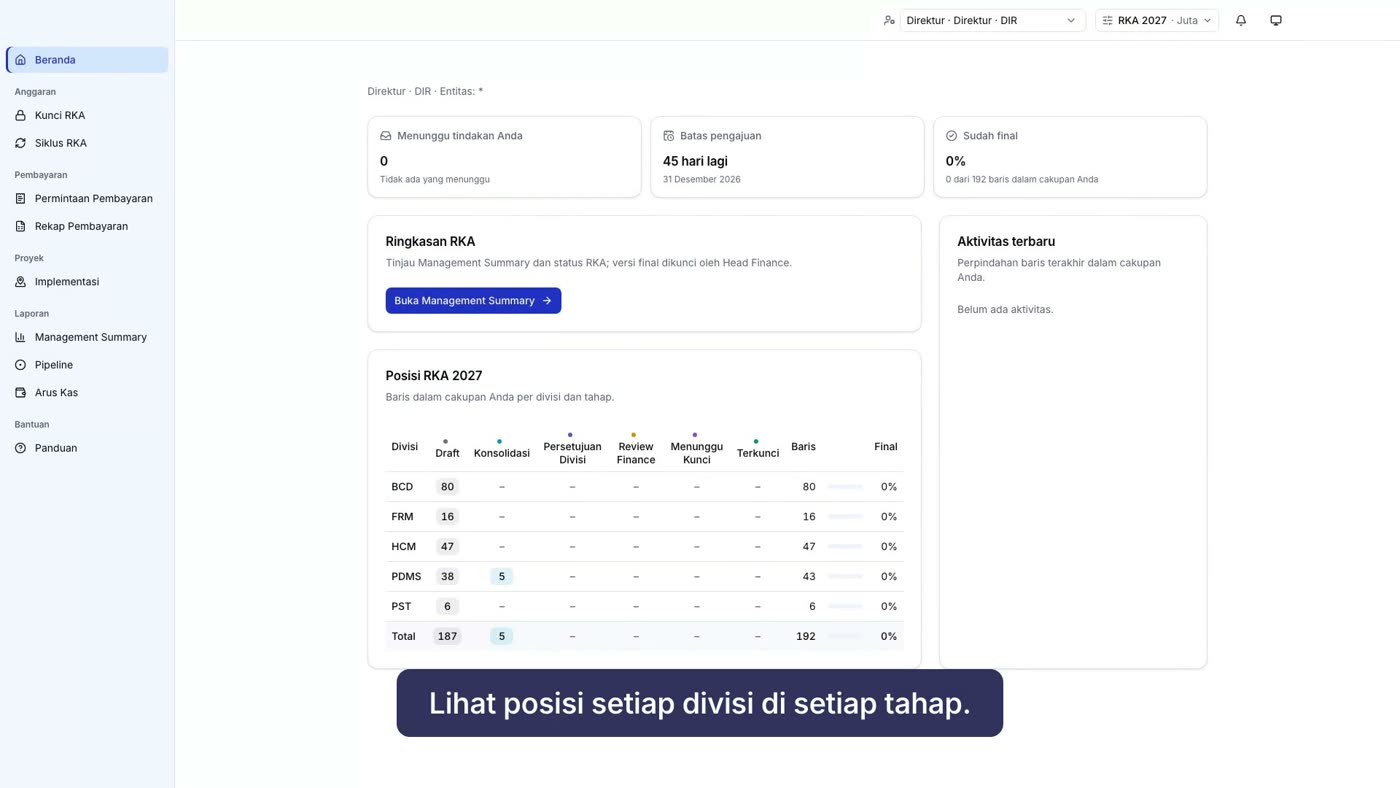 Direktur · Direktur · DIR
RKA 2027 · Juta
Beranda
Anggaran
Kunci RKA
Siklus RKA
Pembayaran
Permintaan Pembayaran
Rekap Pembayaran
Proyek
Implementasi
Laporan
Management Summary
Pipeline
Arus Kas
Bantuan
Panduan
Direktur · DIR · Entitas: *
Menunggu tindakan Anda
0
Tidak ada yang menunggu
Batas pengajuan
45 hari lagi
31 Desember 2026
Sudah final
0%
0 dari 192 baris dalam cakupan Anda
Ringkasan RKA
Tinjau Management Summary dan status RKA; versi final dikunci oleh Head Finance.
Buka Management Summary →
Aktivitas terbaru
Perpindahan baris terakhir dalam cakupan
Anda.
Belum ada aktivitas.
Posisi RKA 2027
Baris dalam cakupan Anda per divisi dan tahap.
Divisi Draft Konsolidasi Persetujuan Divisi Review Finance Menunggu Kunci Terkunci Baris Final
BCD 80 – – – – – 80 0%
FRM 16 – – – – – 16 0%
HCM 47 – – – – – 47 0%
PDMS 38 5 – – – – 43 0%
PST 6 – – – – – 6 0%
Total 187 5 – – – – 192 0%
Lihat posisi setiap divisi di setiap tahap.